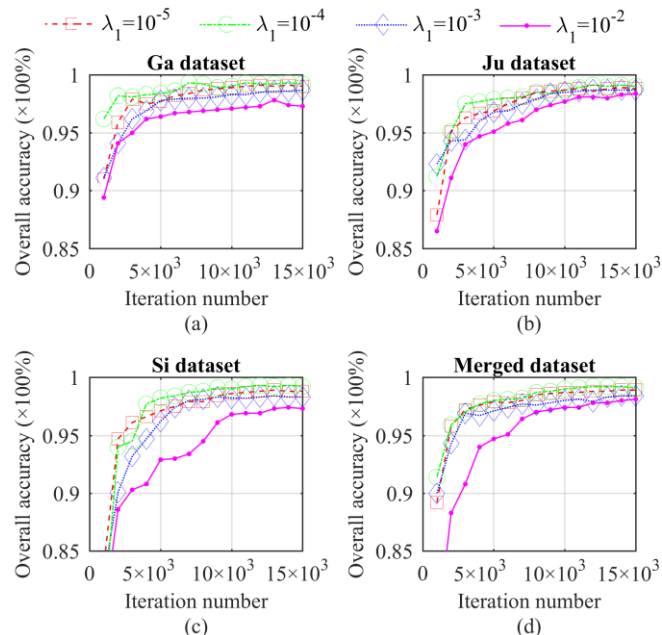 λ₁=10⁻⁵ λ₁=10⁻⁴ λ₁=10⁻³ λ₁=10⁻²
Ga dataset
Overall accuracy (×100%)
1
0.95
0.9
0.85
0 5×10³ 10×10³ 15×10³
Iteration number
(a)
Ju dataset
Overall accuracy (×100%)
1
0.95
0.9
0.85
0 5×10³ 10×10³ 15×10³
Iteration number
(b)
Si dataset
Overall accuracy (×100%)
1
0.95
0.9
0.85
0 5×10³ 10×10³ 15×10³
Iteration number
(c)
Merged dataset
Overall accuracy (×100%)
1
0.95
0.9
0.85
0 5×10³ 10×10³ 15×10³
Iteration number
(d)